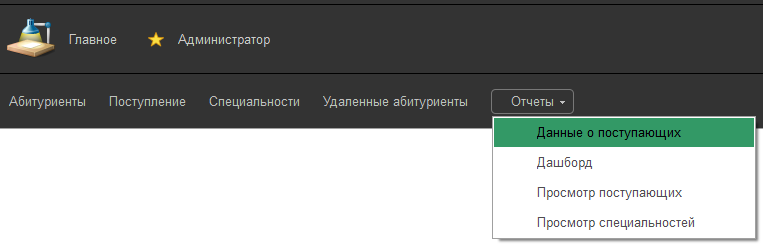 Главное Администратор
Абитуриенты Поступление Специальности Удаленные абитуриенты Отчеты
Данные о поступающих
Дашборд
Просмотр поступающих
Просмотр специальностей